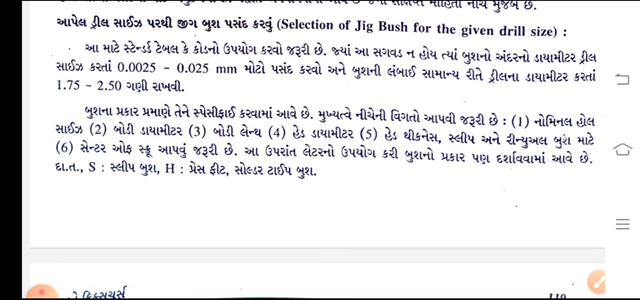 નીચે મુજબ છે.
આપેલ ડ્રીલ સાઈઝ પરથી જીગ બુશ પસંદ કરવું (Selection of Jig Bush for the given drill size) :
આ માટે સ્ટેન્ડર્ડ ટેબલ કે કોડનો ઉપયોગ કરવો જરૂરી છે. જ્યાં આ સગવડ ન હોય ત્યાં બુશનો અંદરનો ડાયામીટર ડ્રીલ
સાઈઝ કરતાં 0.0025 - 0.025 mm મોટો પસંદ કરવો અને બુશની લંબાઈ સામાન્ય રીતે ડ્રીલના ડાયામીટર કરતાં
1.75 - 2.50 ગણી રાખવી.
બુશના પ્રકાર પ્રમાણે તેને સ્પેસીફાઈ કરવામાં આવે છે. મુખ્યત્વે નીચેની વિગતો આપવી જરૂરી છે : (1) નોમિનલ હોલ
સાઈઝ (2) બોડી ડાયામીટર (3) બોડી લેન્થ (4) હેડ ડાયામીટર (5) હેડ થીકનેસ, સ્લીપ અને રીન્યુઅલ બુશ માટે
(6) સેન્ટર ઓફ સ્ક્રૂ આપવું જરૂરી છે. આ ઉપરાંત લેટરનો ઉપયોગ કરી બુશનો પ્રકાર પણ દર્શાવવામાં આવે છે.
દા.ત., S : સ્લીપ બુશ, H : પ્રેસ ફીટ, સોલ્ડર ટાઈપ બુશ.